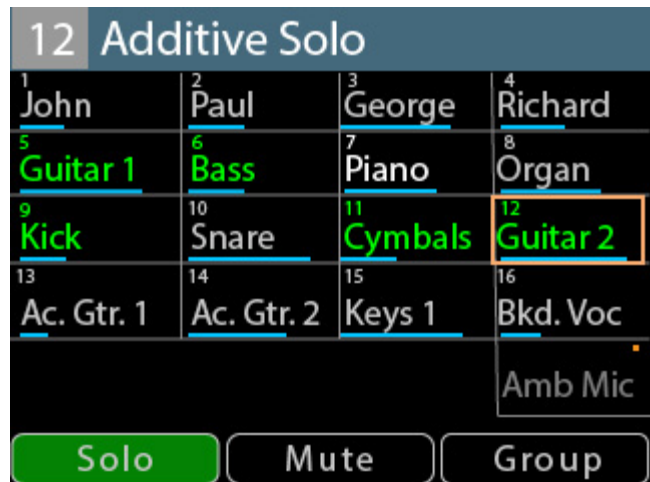 12 Additive Solo
1 2 3 4
John Paul George Richard
5 6 7 8
Guitar 1 Bass Piano Organ
9 10 11 12
Kick Snare Cymbals Guitar 2
13 14 15 16
Ac. Gtr. 1 Ac. Gtr. 2 Keys 1 Bkd. Voc
Amb Mic
Solo Mute Group